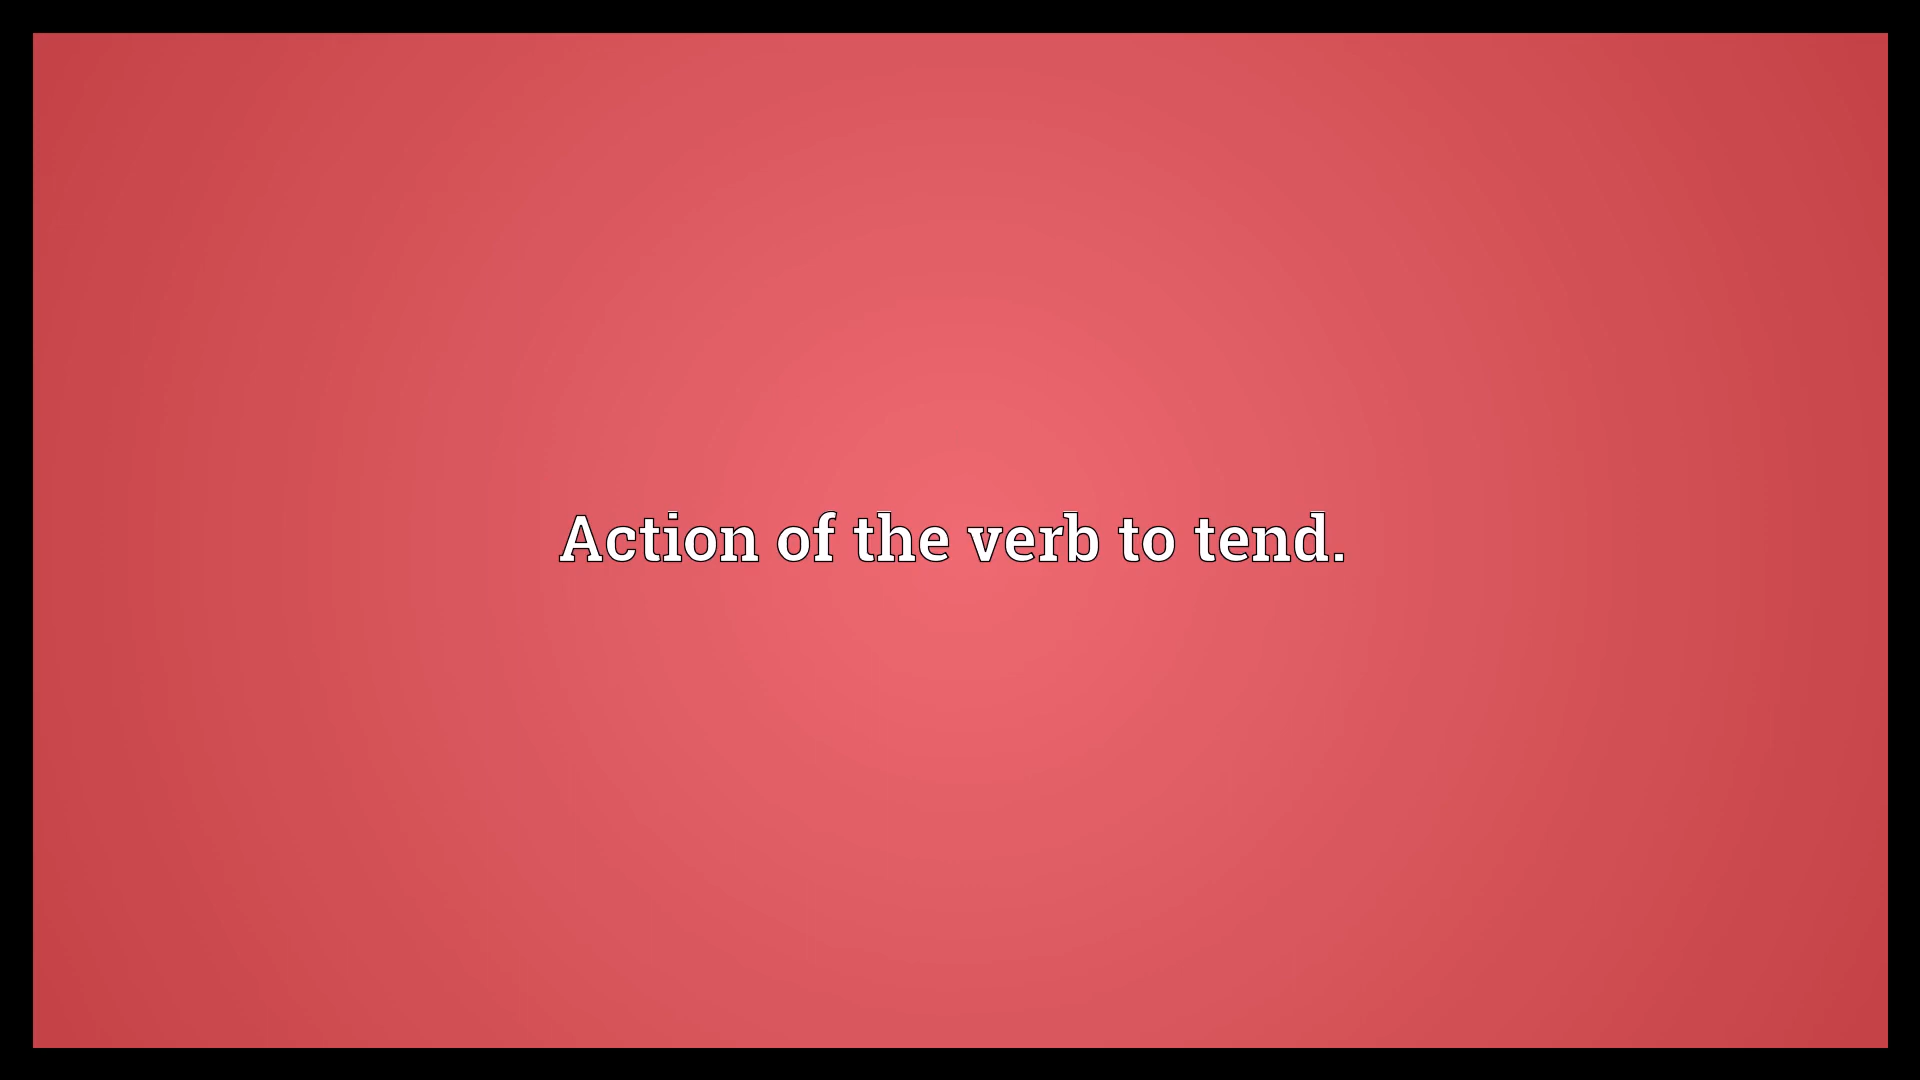 Action of the verb to tend.